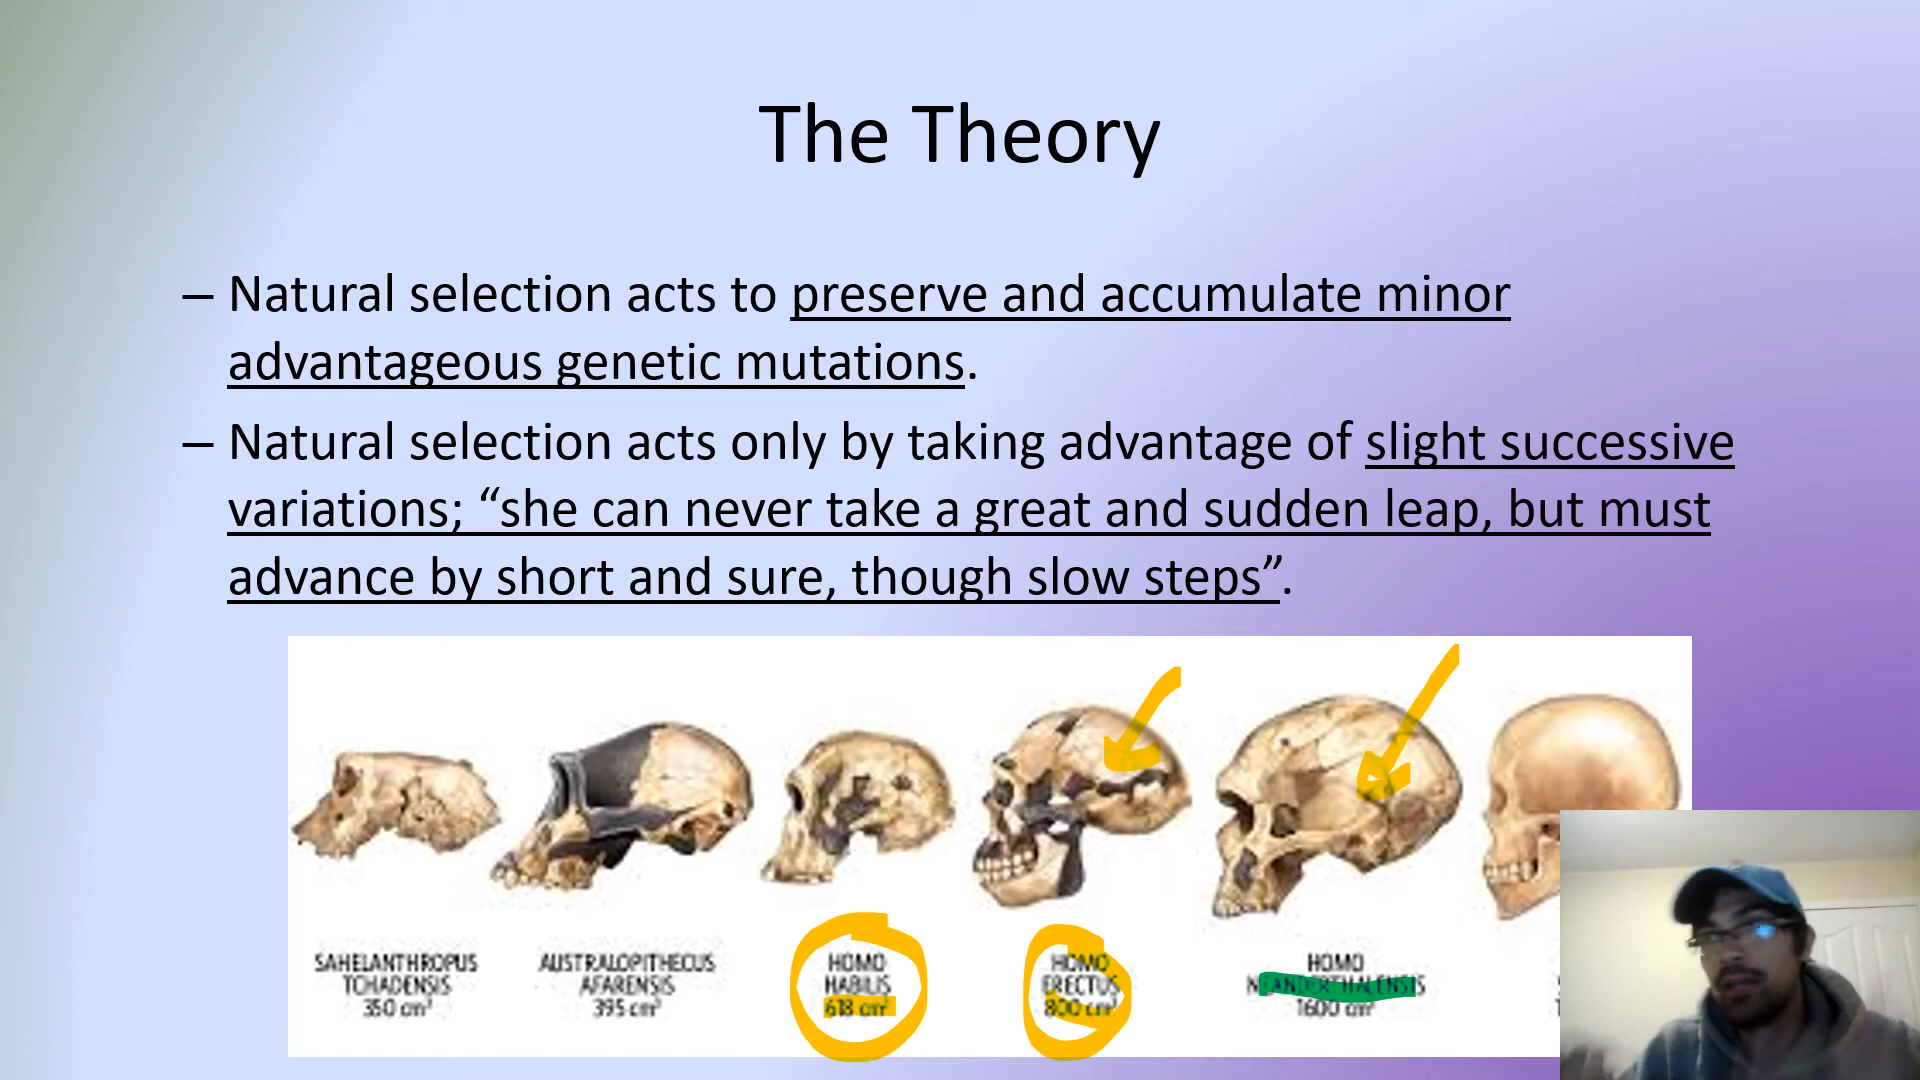 The Theory
– Natural selection acts to preserve and accumulate minor
advantageous genetic mutations.
– Natural selection acts only by taking advantage of slight successive
variations; “she can never take a great and sudden leap, but must
advance by short and sure, though slow steps”.
SAHELANTHROPUS
TCHADENSIS
350 cm³
AUSTRALOPITHECUS
AFARENSIS
395 cm³
HOMO
HABILIS
618 cm³
HOMO
ERECTUS
800 cm³
HOMO
NEANDERTHALENSIS
1600 cm³